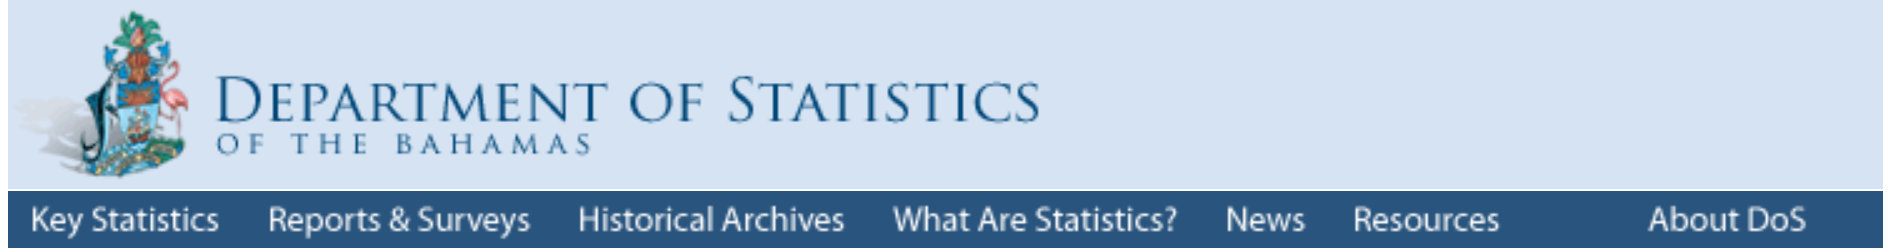 DEPARTMENT OF STATISTICS
OF THE BAHAMAS
Key Statistics Reports & Surveys Historical Archives What Are Statistics? News Resources About DoS